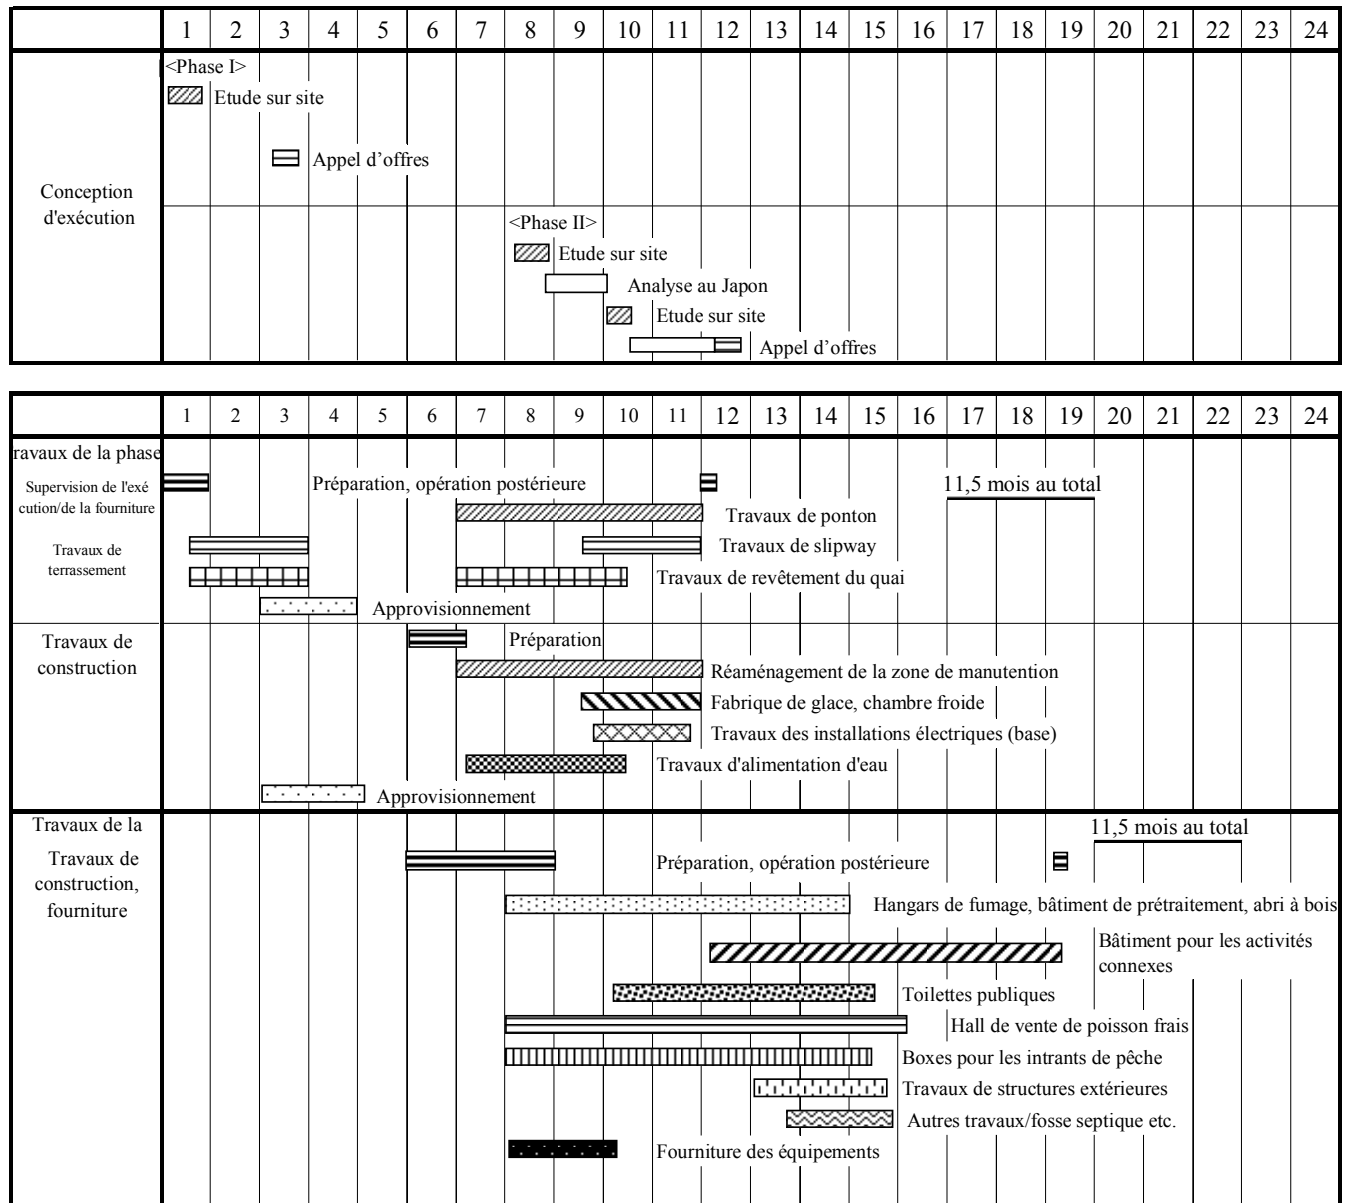 1 2 3 4 5 6 7 8 9 10 11 12 13 14 15 16 17 18 19 20 21 22 23 24
<Phase I>
Etude sur site
Appel d’offres
Conception
d'exécution
<Phase II>
Etude sur site
Analyse au Japon
Etude sur site
Appel d’offres
1 2 3 4 5 6 7 8 9 10 11 12 13 14 15 16 17 18 19 20 21 22 23 24
ravaux de la phase
Supervision de l'exé
cution/de la fourniture
Préparation, opération postérieure
11,5 mois au total
Travaux de ponton
Travaux de
terrassement
Travaux de slipway
Travaux de revêtement du quai
Approvisionnement
Travaux de
construction
Préparation
Réaménagement de la zone de manutention
Fabrique de glace, chambre froide
Travaux des installations électriques (base)
Travaux d'alimentation d'eau
Approvisionnement
Travaux de la
11,5 mois au total
Travaux de
construction,
fourniture
Préparation, opération postérieure
Hangars de fumage, bâtiment de prétraitement, abri à bois
Bâtiment pour les activités
connexes
Toilettes publiques
Hall de vente de poisson frais
Boxes pour les intrants de pêche
Travaux de structures extérieures
Autres travaux/fosse septique etc.
Fourniture des équipements